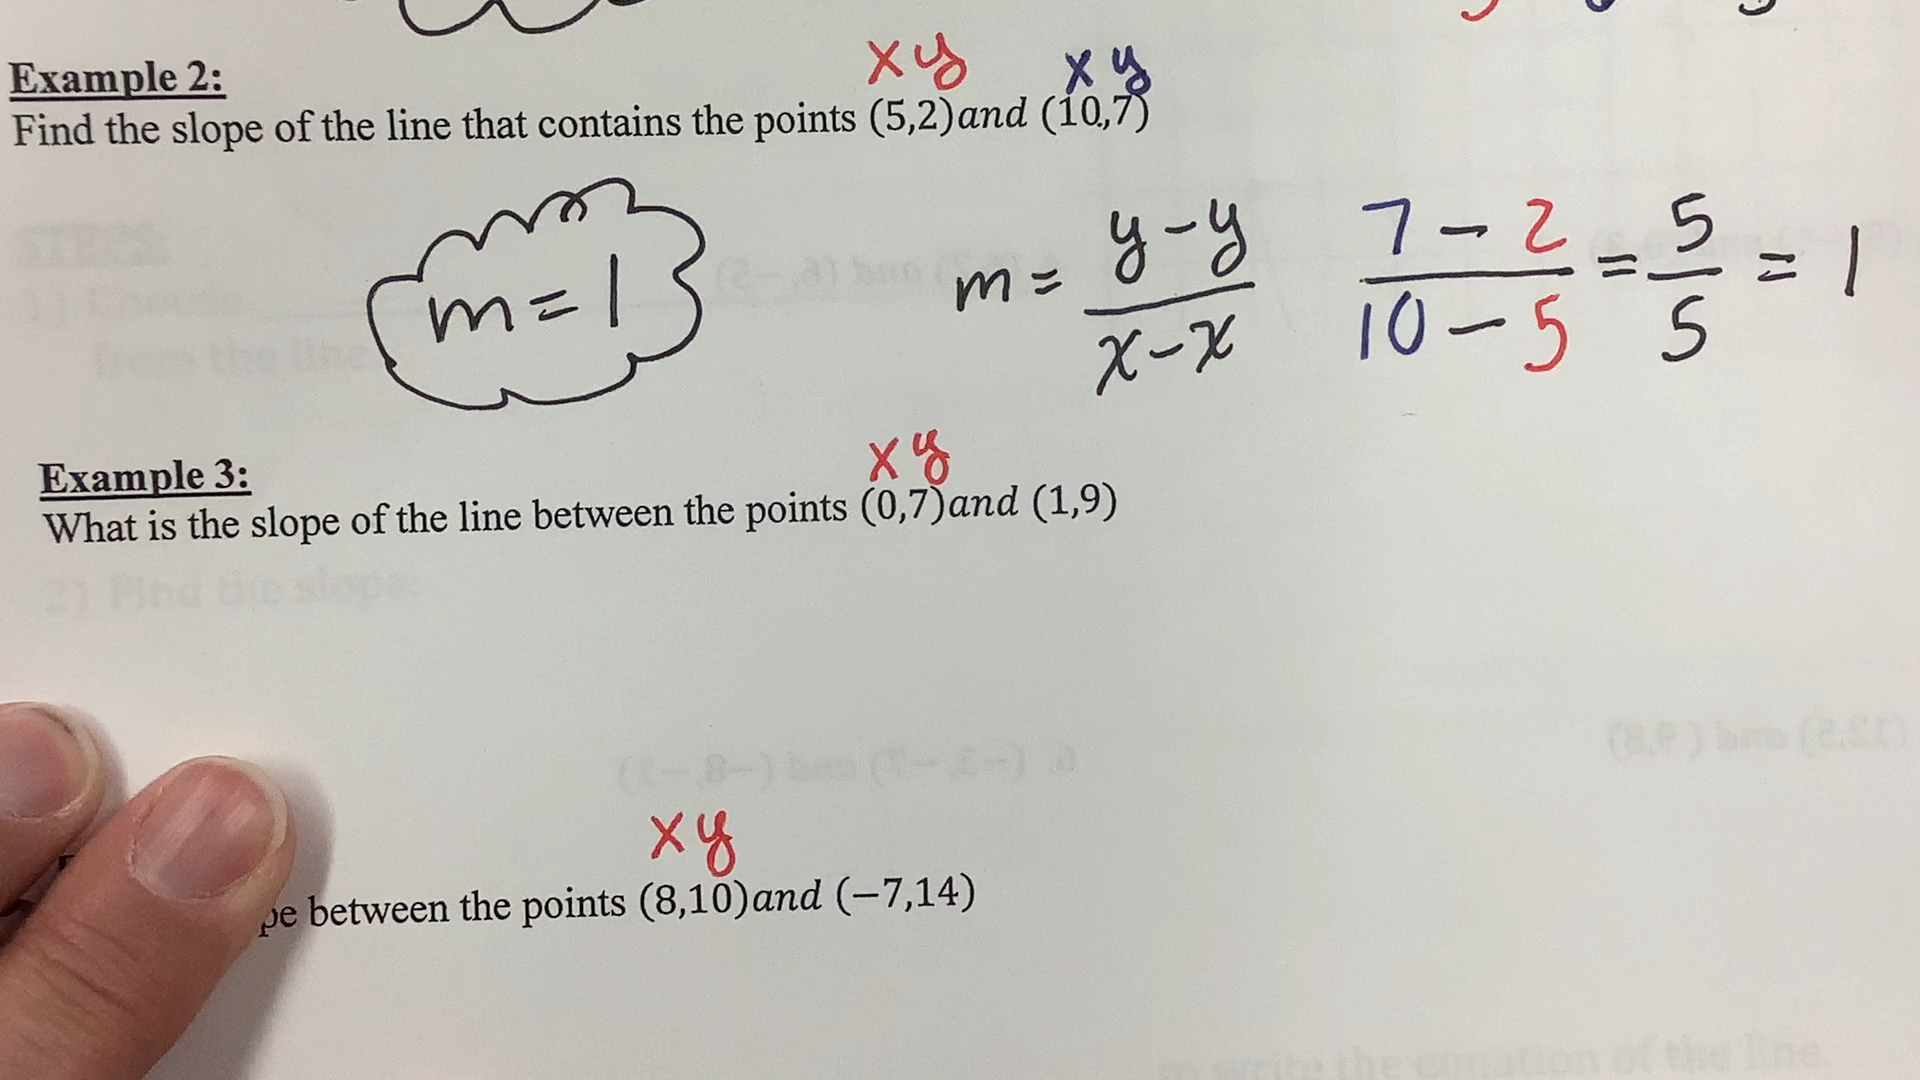 x y x y
Example 2:
Find the slope of the line that contains the points (5,2)and (10,7)
m = 1
m = y-y / x-x 7-2 / 10-5 = 5/5 = 1
x y
Example 3:
What is the slope of the line between the points (0,7)and (1,9)
x y
between the points (8,10)and (−7,14)